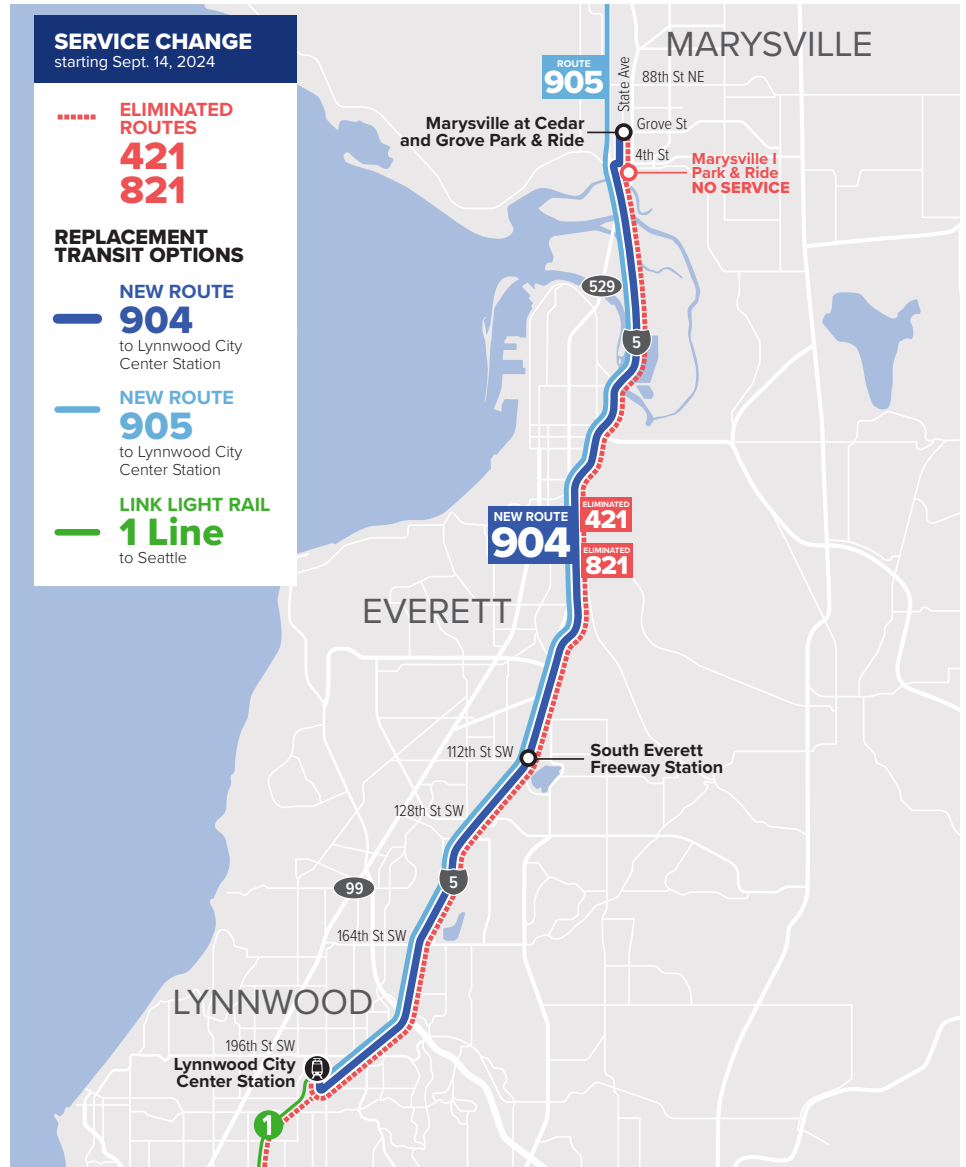 SERVICE CHANGE
starting Sept. 14, 2024
ELIMINATED
ROUTES
421
821
REPLACEMENT
TRANSIT OPTIONS
NEW ROUTE
904
to Lynnwood City
Center Station
NEW ROUTE
905
to Lynnwood City
Center Station
LINK LIGHT RAIL
1 Line
to Seattle
MARYSVILLE
ROUTE
905
State Ave
88th St NE
Marysville at Cedar
and Grove Park & Ride
Grove St
4th St
Marysville I
Park & Ride
NO SERVICE
529
5
NEW ROUTE
904
ELIMINATED
421
ELIMINATED
821
EVERETT
112th St SW
South Everett
Freeway Station
128th St SW
99
5
164th St SW
LYNNWOOD
196th St SW
Lynnwood City
Center Station
1